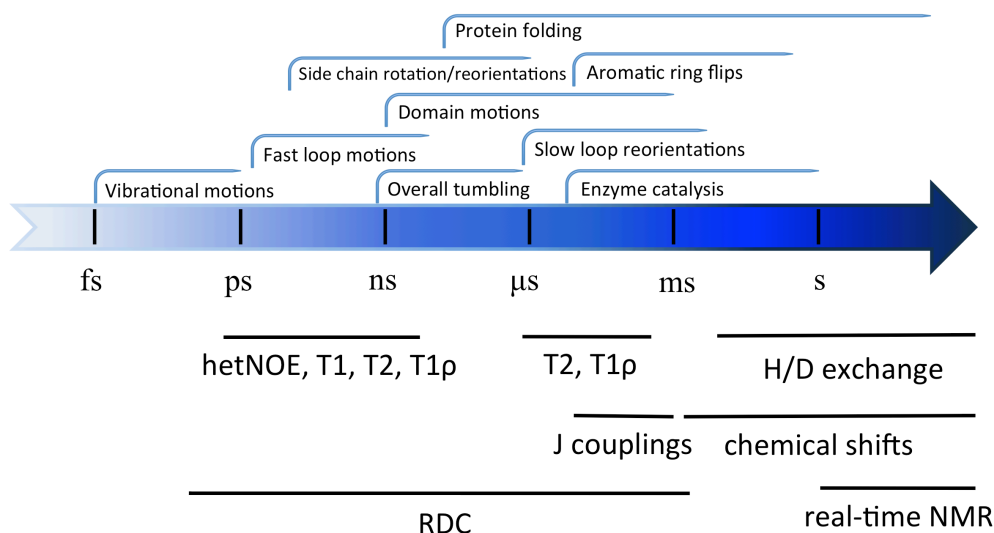 Protein folding
Side chain rotation/reorientations
Aromatic ring flips
Domain motions
Slow loop reorientations
Fast loop motions
Vibrational motions
Overall tumbling
Enzyme catalysis
fs
ps
ns
μs
ms
s
hetNOE, T1, T2, T1ρ
T2, T1ρ
H/D exchange
J couplings
chemical shifts
RDC
real-time NMR